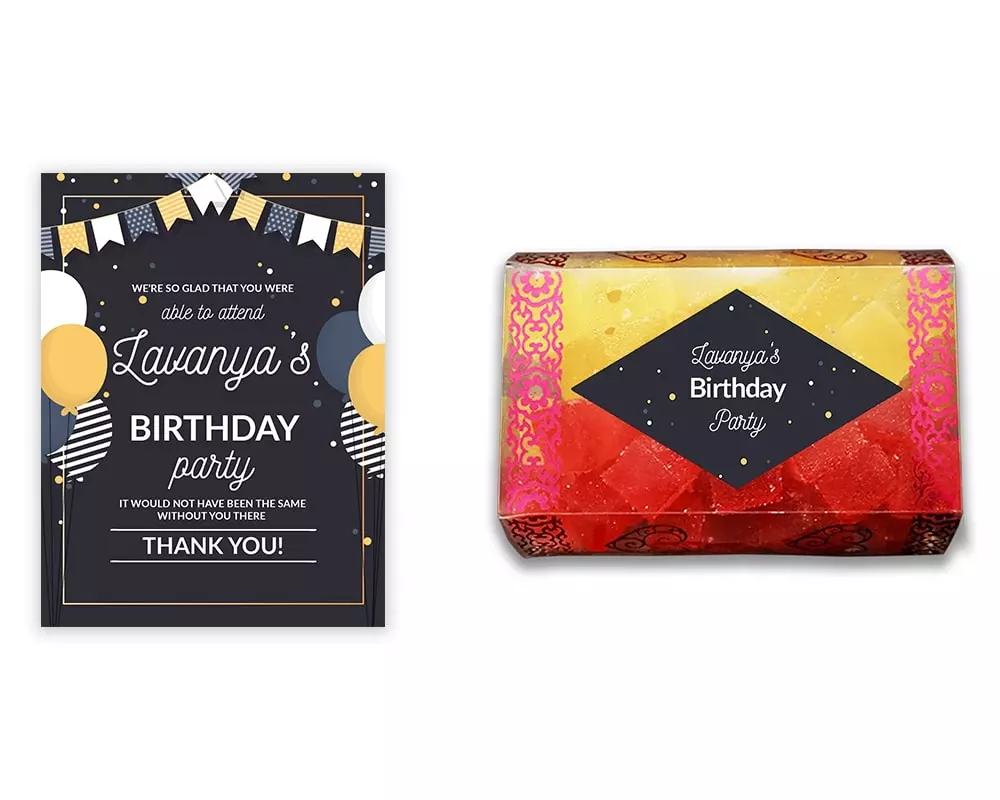 WE'RE SO GLAD THAT YOU WERE
able to attend
Lavanya's
BIRTHDAY
party
IT WOULD NOT HAVE BEEN THE SAME
WITHOUT YOU THERE
THANK YOU!
Lavanya's
Birthday
Party